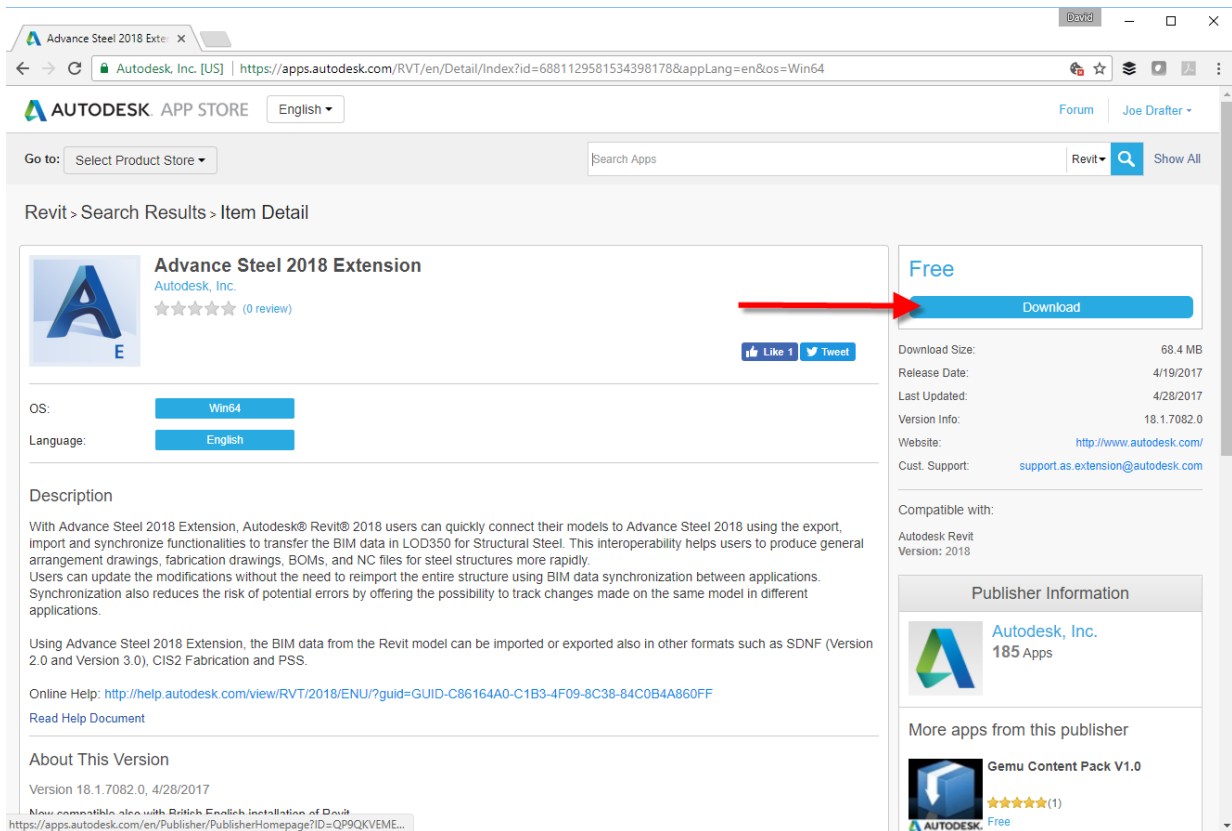 David
Advance Steel 2018 Exte
Autodesk, Inc. [US] | https://apps.autodesk.com/RVT/en/Detail/Index?id=6881129581534398178&appLang=en&os=Win64
AUTODESK. APP STORE
English
Forum
Joe Drafter
Go to:
Select Product Store
Search Apps
Revit
Show All
Revit > Search Results > Item Detail
Advance Steel 2018 Extension
Autodesk, Inc.
(0 review)
E
Like 1
Tweet
OS:
Win64
Language:
English
Description
With Advance Steel 2018 Extension, Autodesk® Revit® 2018 users can quickly connect their models to Advance Steel 2018 using the export,
import and synchronize functionalities to transfer the BIM data in LOD350 for Structural Steel. This interoperability helps users to produce general
arrangement drawings, fabrication drawings, BOMs, and NC files for steel structures more rapidly.
Users can update the modifications without the need to reimport the entire structure using BIM data synchronization between applications.
Synchronization also reduces the risk of potential errors by offering the possibility to track changes made on the same model in different
applications.
Using Advance Steel 2018 Extension, the BIM data from the Revit model can be imported or exported also in other formats such as SDNF (Version
2.0 and Version 3.0), CIS2 Fabrication and PSS.
Online Help: http://help.autodesk.com/view/RVT/2018/ENU/?guid=GUID-C86164A0-C1B3-4F09-8C38-84C0B4A860FF
Read Help Document
About This Version
Version 18.1.7082.0, 4/28/2017
Now compatible also with British English installation of Revit
https://apps.autodesk.com/en/Publisher/PublisherHomepage?ID=QP9QKVEME...
Free
Download
Download Size: 68.4 MB
Release Date: 4/19/2017
Last Updated: 4/28/2017
Version Info: 18.1.7082.0
Website: http://www.autodesk.com/
Cust. Support: support.as.extension@autodesk.com
Compatible with:
Autodesk Revit
Version: 2018
Publisher Information
Autodesk, Inc.
185 Apps
More apps from this publisher
Gemu Content Pack V1.0
(1)
Free
AUTODESK.